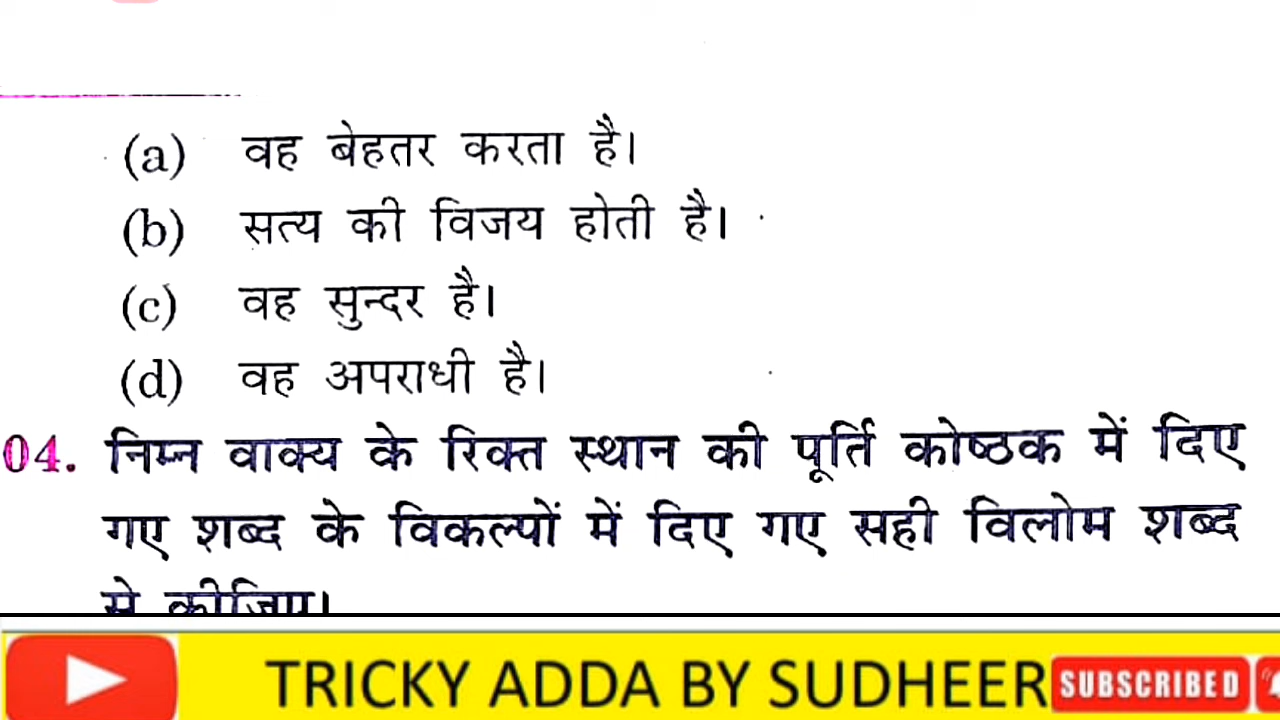 (a) वह बेहतर करता है।
(b) सत्य की विजय होती है।
(c) वह सुन्दर है।
(d) वह अपराधी है।
04. निम्न वाक्य के रिक्त स्थान की पूर्ति कोष्ठक में दिए
गए शब्द के विकल्पों में दिए गए सही विलोम शब्द
से कीजिए।
TRICKY ADDA BY SUDHEER SUBSCRIBED